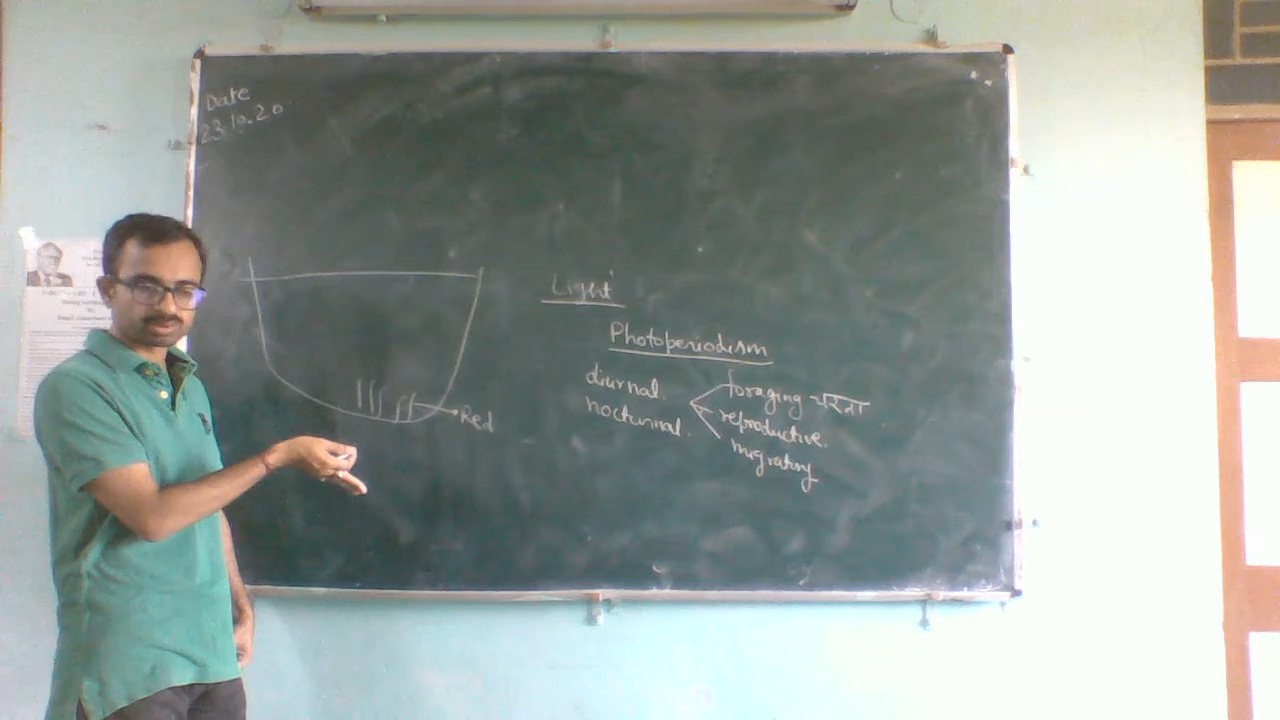 Date
23.10.20
Light
Photoperiodism
diurnal
nocturnal.
foraging चरना
reproductive.
migratory
Red